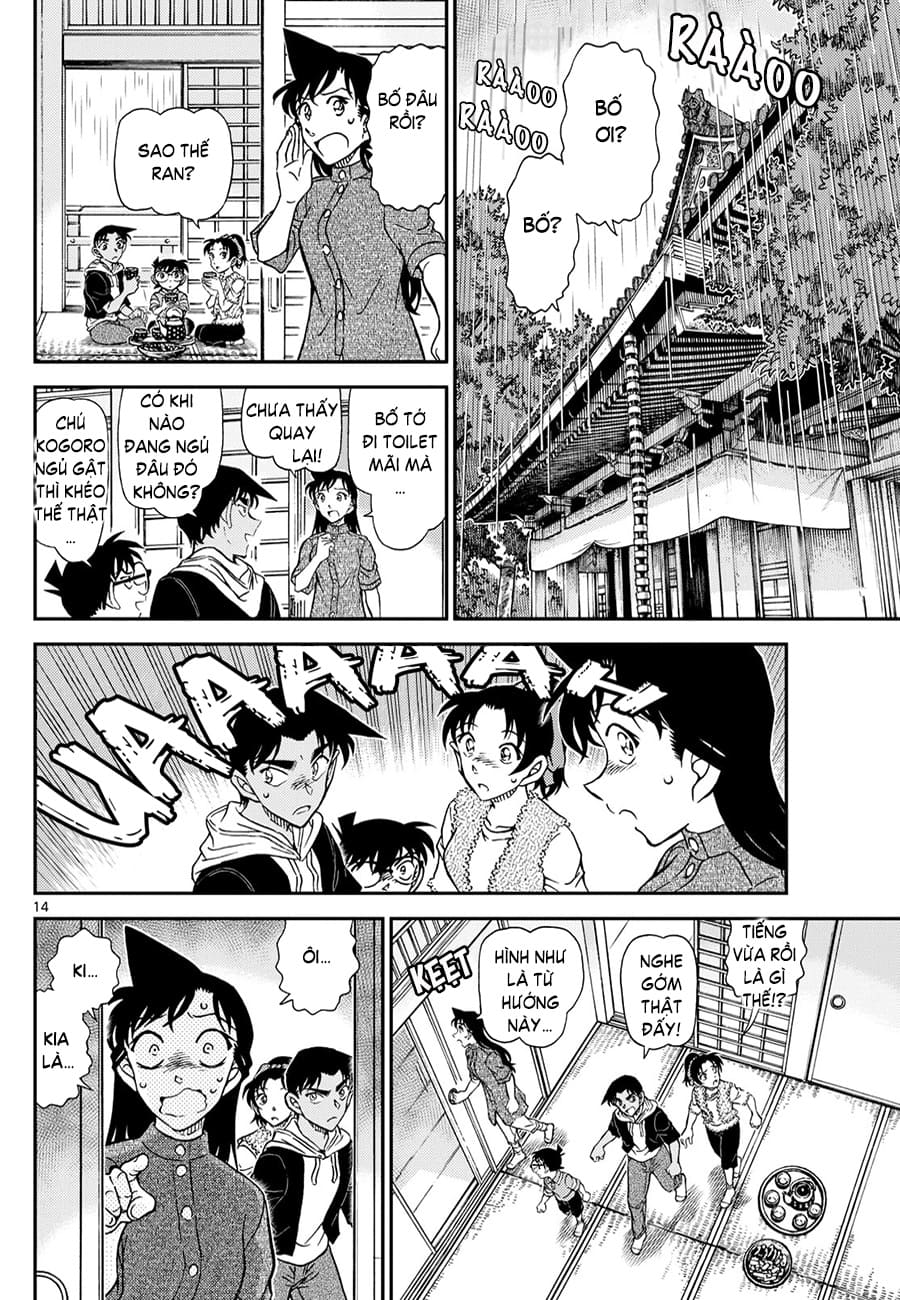 RÀÀOO
BỐ
ƠI?
RÀÀOO
RÀÀOO
BỐ?
BỐ ĐÂU
RỒI?
SAO THẾ
RAN?
BỐ TỚ
ĐI TOILET
MÃI MÀ
...
CHƯA THẤY
QUAY
LẠI!
CÓ KHI
NÀO
ĐANG NGỦ
ĐÂU ĐÓ
KHÔNG?
CHÚ
KOGORO
NGỦ GẬT
THÌ KHÉO
THẾ THẬT
...
UAAAAAA
14
TIẾNG
VỪA RỒI
LÀ GÌ
THẾ!?
NGHE
GỚM
THẬT
ĐẤY!
HÌNH NHƯ
LÀ TỪ
HƯỚNG
NÀY...
KẸẸT
ÔI...
KI...
KIA
LÀ...